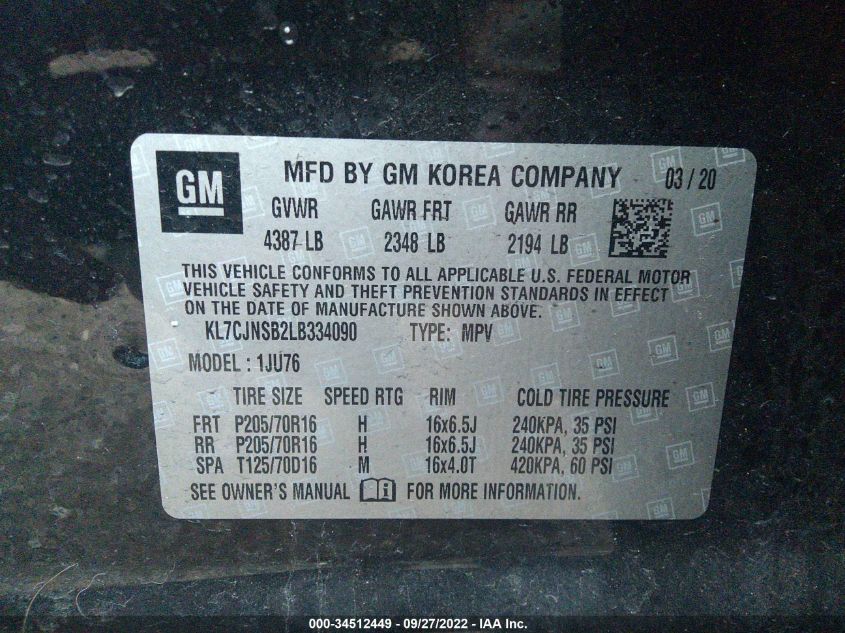 GM MFD BY GM KOREA COMPANY 03 / 20
GVWR GAWR FRT GAWR RR
4387 LB 2348 LB 2194 LB
THIS VEHICLE CONFORMS TO ALL APPLICABLE U.S. FEDERAL MOTOR
VEHICLE SAFETY AND THEFT PREVENTION STANDARDS IN EFFECT
ON THE DATE OF MANUFACTURE SHOWN ABOVE.
KL7CJNSB2LB334090 TYPE: MPV
MODEL : 1JU76
TIRE SIZE SPEED RTG RIM COLD TIRE PRESSURE
FRT P205/70R16 H 16x6.5J 240KPA, 35 PSI
RR P205/70R16 H 16x6.5J 240KPA, 35 PSI
SPA T125/70D16 M 16x4.0T 420KPA, 60 PSI
SEE OWNER'S MANUAL i FOR MORE INFORMATION.
000-34512449 - 09/27/2022 - IAA Inc.